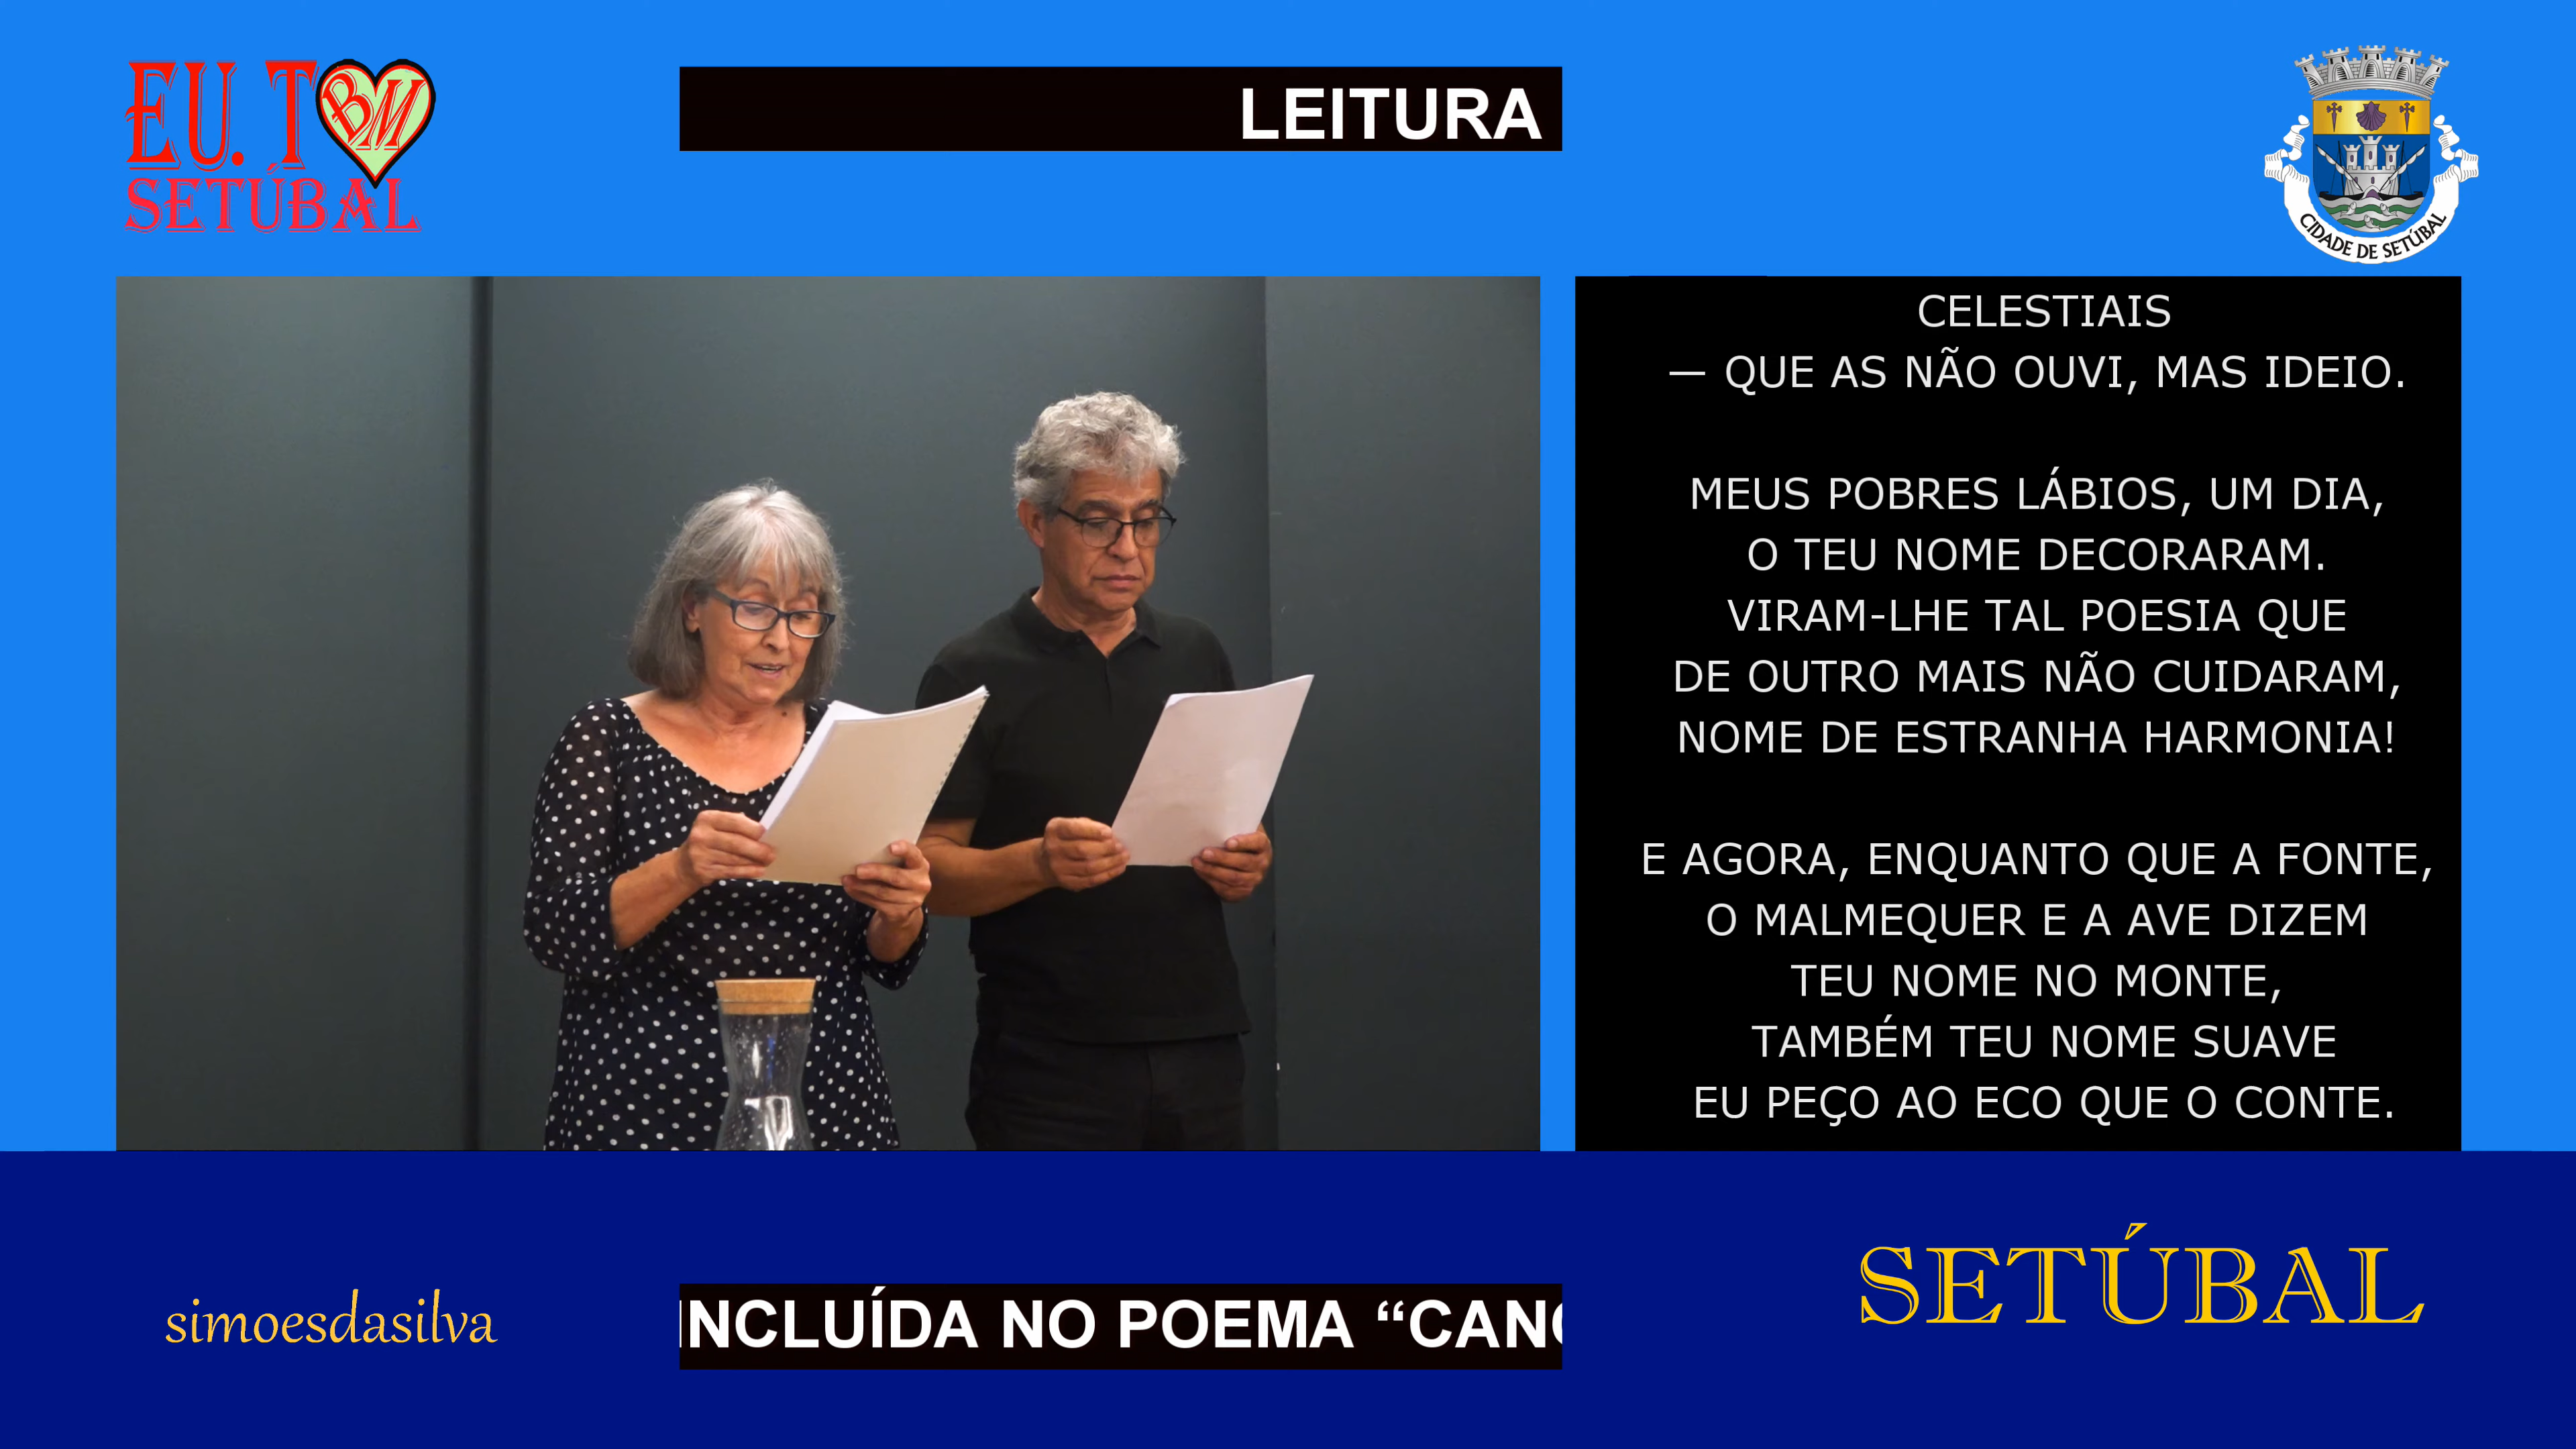 EU. T BM
SETÚBAL
LEITURA
CIDADE DE SETÚBAL
CELESTIAIS
— QUE AS NÃO OUVI, MAS IDEIO.
MEUS POBRES LÁBIOS, UM DIA,
O TEU NOME DECORARAM.
VIRAM-LHE TAL POESIA QUE
DE OUTRO MAIS NÃO CUIDARAM,
NOME DE ESTRANHA HARMONIA!
E AGORA, ENQUANTO QUE A FONTE,
O MALMEQUER E A AVE DIZEM
TEU NOME NO MONTE,
TAMBÉM TEU NOME SUAVE
EU PEÇO AO ECO QUE O CONTE.
simoesdasilva
INCLUÍDA NO POEMA “CANÇ
SETÚBAL